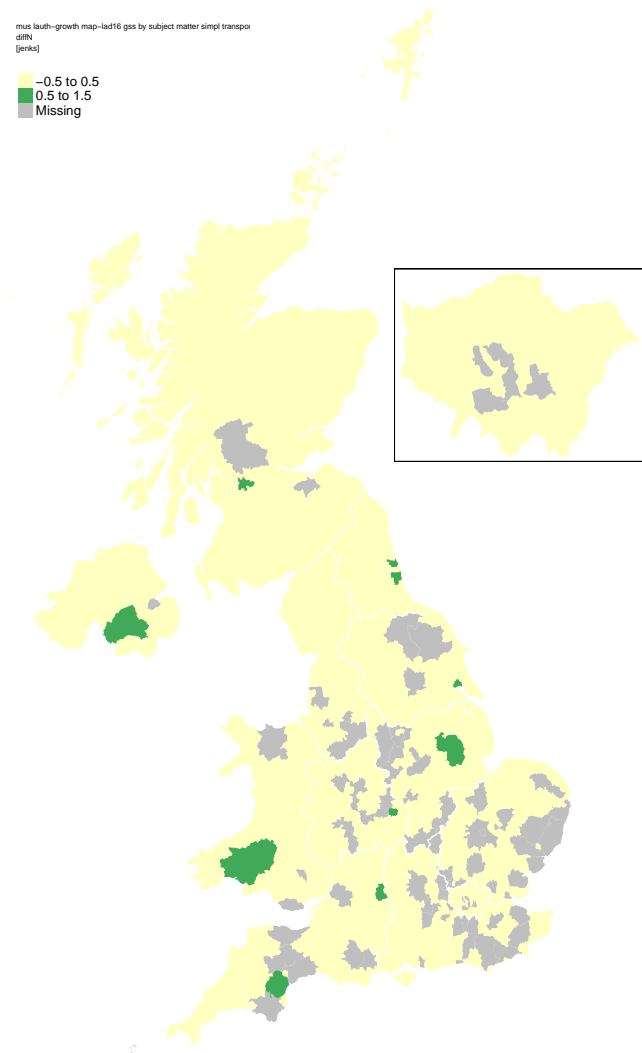 mus lauth−growth map−lad16 gss by subject matter simpl transpo
diffN
[jenks]
−0.5 to 0.5
0.5 to 1.5
Missing